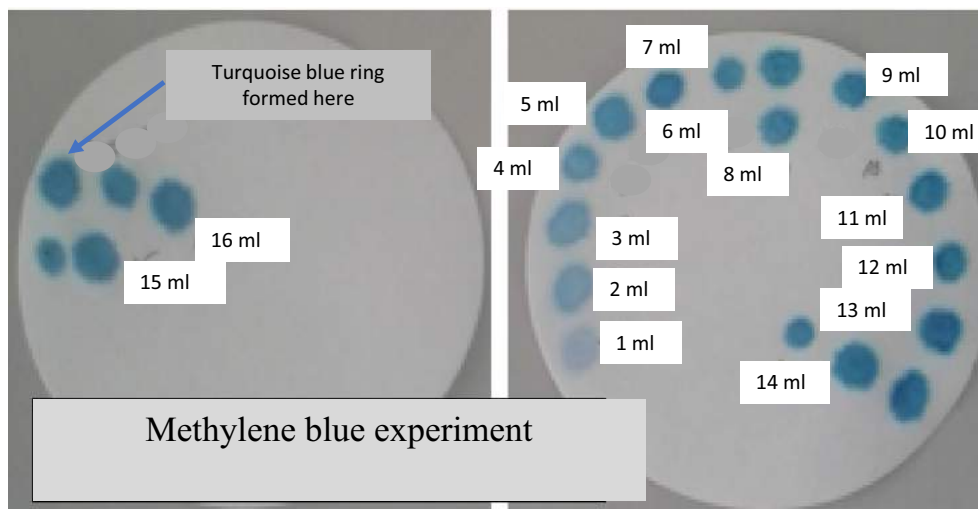 Turquoise blue ring
formed here
16 ml
15 ml
7 ml
9 ml
5 ml
6 ml
10 ml
4 ml
8 ml
11 ml
3 ml
12 ml
2 ml
13 ml
1 ml
14 ml
Methylene blue experiment